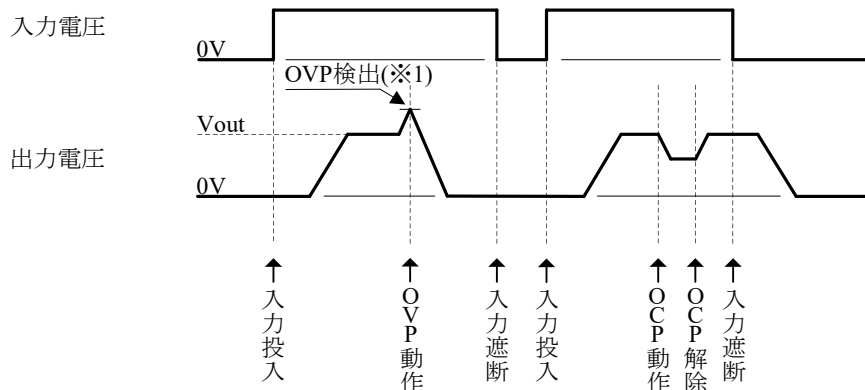 入力電圧
0V
OVP検出(※1)
Vout
出力電圧
0V
入力投入
OVP動作
入力遮断
入力投入
OCP動作
OCP解除
入力遮断